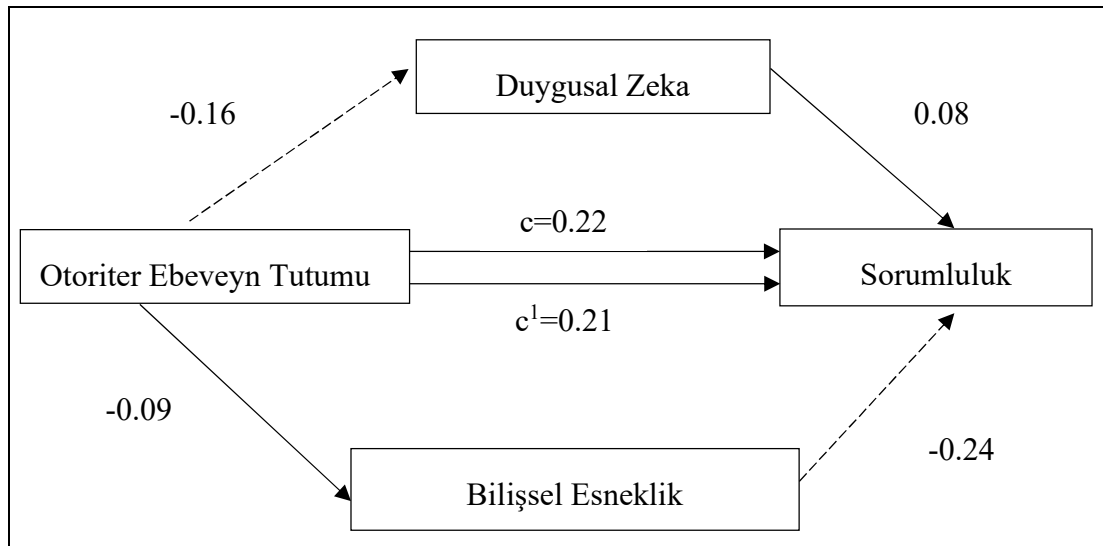 Duygusal Zeka
-0.16
0.08
c=0.22
Otoriter Ebeveyn Tutumu
Sorumluluk
c¹=0.21
-0.09
-0.24
Bilişsel Esneklik